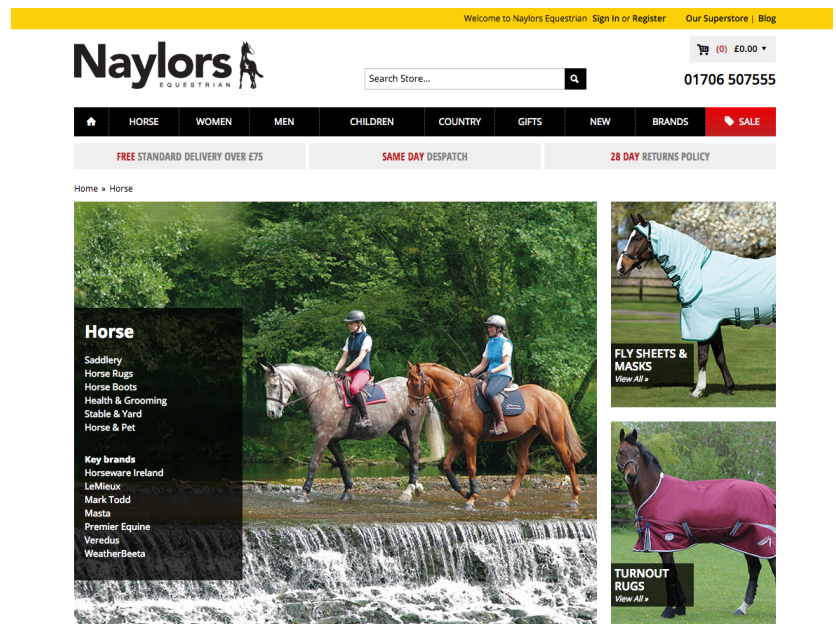 Welcome to Naylors Equestrian Sign In or Register Our Superstore | Blog
Naylors
EQUESTRIAN
(0) £0.00
Search Store...
01706 507555
HORSE WOMEN MEN CHILDREN COUNTRY GIFTS NEW BRANDS SALE
FREE STANDARD DELIVERY OVER £75 SAME DAY DESPATCH 28 DAY RETURNS POLICY
Home » Horse
Horse
Saddlery
Horse Rugs
Horse Boots
Health & Grooming
Stable & Yard
Horse & Pet
Key brands
Horseware Ireland
LeMieux
Mark Todd
Masta
Premier Equine
Veredus
WeatherBeeta
FLY SHEETS &
MASKS
View All »
TURNOUT
RUGS
View All »